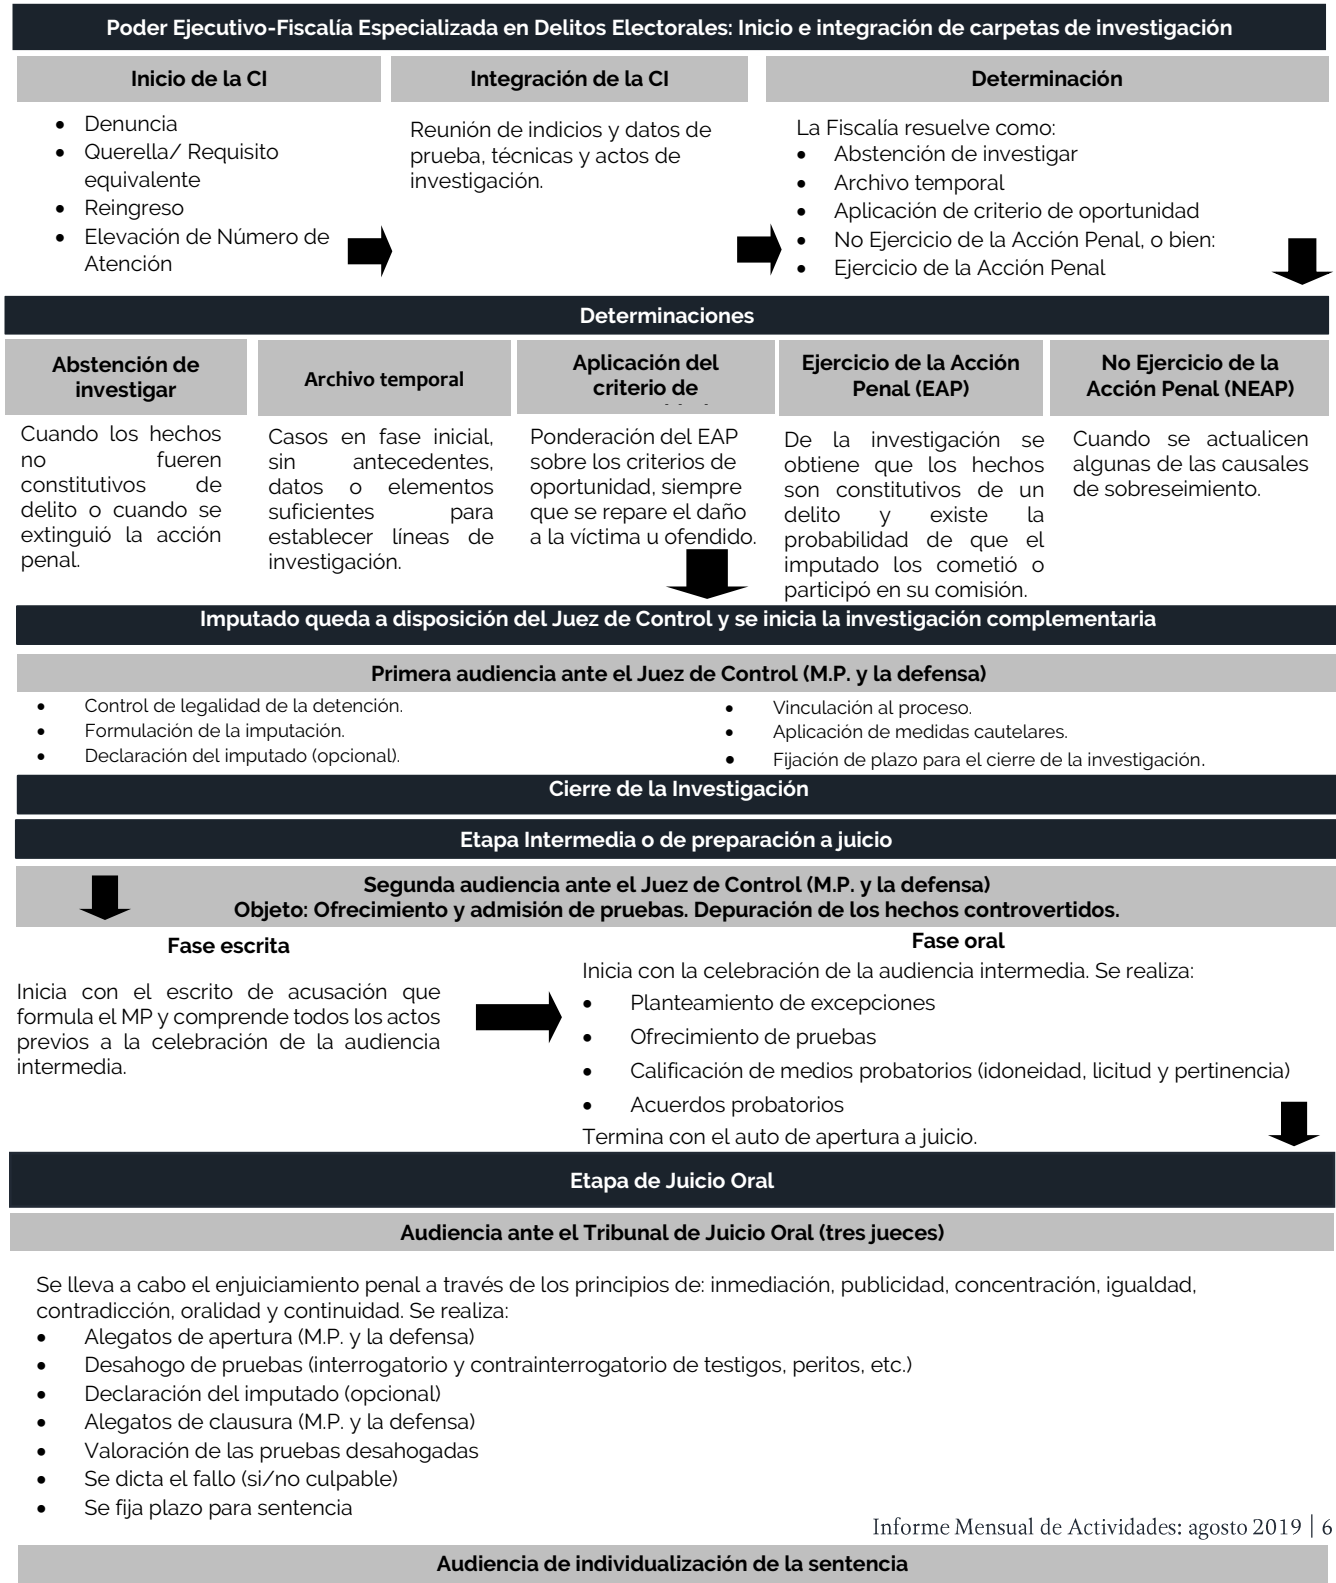 Poder Ejecutivo-Fiscalía Especializada en Delitos Electorales: Inicio e integración de carpetas de investigación
Inicio de la CI
• Denuncia
• Querella/ Requisito
equivalente
• Reingreso
• Elevación de Número de
Atención
Integración de la CI
Reunión de indicios y datos de
prueba, técnicas y actos de
investigación.
Determinación
La Fiscalía resuelve como:
• Abstención de investigar
• Archivo temporal
• Aplicación de criterio de oportunidad
• No Ejercicio de la Acción Penal, o bien:
• Ejercicio de la Acción Penal
Determinaciones
Abstención de
investigar
Cuando los hechos
no fueren
constitutivos de
delito o cuando se
extinguió la acción
penal.
Archivo temporal
Casos en fase inicial,
sin antecedentes,
datos o elementos
suficientes para
establecer líneas de
investigación.
Aplicación del
criterio de
Ponderación del EAP
sobre los criterios de
oportunidad, siempre
que se repare el daño
a la víctima u ofendido.
Ejercicio de la Acción
Penal (EAP)
De la investigación se
obtiene que los hechos
son constitutivos de un
delito y existe la
probabilidad de que el
imputado los cometió o
participó en su comisión.
No Ejercicio de la
Acción Penal (NEAP)
Cuando se actualicen
algunas de las causales
de sobreseimiento.
Imputado queda a disposición del Juez de Control y se inicia la investigación complementaria
Primera audiencia ante el Juez de Control (M.P. y la defensa)
• Control de legalidad de la detención.
• Formulación de la imputación.
• Declaración del imputado (opcional).
• Vinculación al proceso.
• Aplicación de medidas cautelares.
• Fijación de plazo para el cierre de la investigación.
Cierre de la Investigación
Etapa Intermedia o de preparación a juicio
Segunda audiencia ante el Juez de Control (M.P. y la defensa)
Objeto: Ofrecimiento y admisión de pruebas. Depuración de los hechos controvertidos.
Fase escrita
Inicia con el escrito de acusación que
formula el MP y comprende todos los actos
previos a la celebración de la audiencia
intermedia.
Fase oral
Inicia con la celebración de la audiencia intermedia. Se realiza:
• Planteamiento de excepciones
• Ofrecimiento de pruebas
• Calificación de medios probatorios (idoneidad, licitud y pertinencia)
• Acuerdos probatorios
Termina con el auto de apertura a juicio.
Etapa de Juicio Oral
Audiencia ante el Tribunal de Juicio Oral (tres jueces)
Se lleva a cabo el enjuiciamiento penal a través de los principios de: inmediación, publicidad, concentración, igualdad,
contradicción, oralidad y continuidad. Se realiza:
• Alegatos de apertura (M.P. y la defensa)
• Desahogo de pruebas (interrogatorio y contrainterrogatorio de testigos, peritos, etc.)
• Declaración del imputado (opcional)
• Alegatos de clausura (M.P. y la defensa)
• Valoración de las pruebas desahogadas
• Se dicta el fallo (si/no culpable)
• Se fija plazo para sentencia
Informe Mensual de Actividades: agosto 2019 | 6
Audiencia de individualización de la sentencia